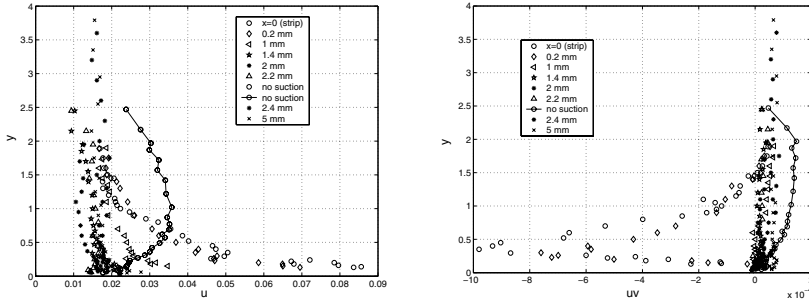 4
3.5
3
2.5
2
1.5
1
0.5
0
y
x=0 (strip)
0.2 mm
1 mm
1.4 mm
2 mm
2.2 mm
no suction
no suction
2.4 mm
5 mm
0 0.01 0.02 0.03 0.04 0.05 0.06 0.07 0.08 0.09
u
4
3.5
3
2.5
2
1.5
1
0.5
0
y
x=0 (strip)
0.2 mm
1 mm
1.4 mm
2 mm
2.2 mm
no suction
2.4 mm
5 mm
−10 −8 −6 −4 −2 0 2
uv